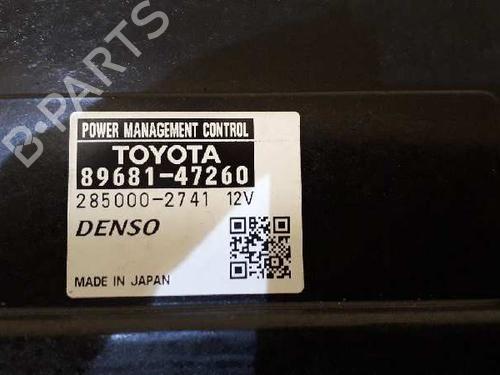 B-PARTS
POWER MANAGEMENT CONTROL
TOYOTA
89681-47260
285000-2741 12V
DENSO
MADE IN JAPAN